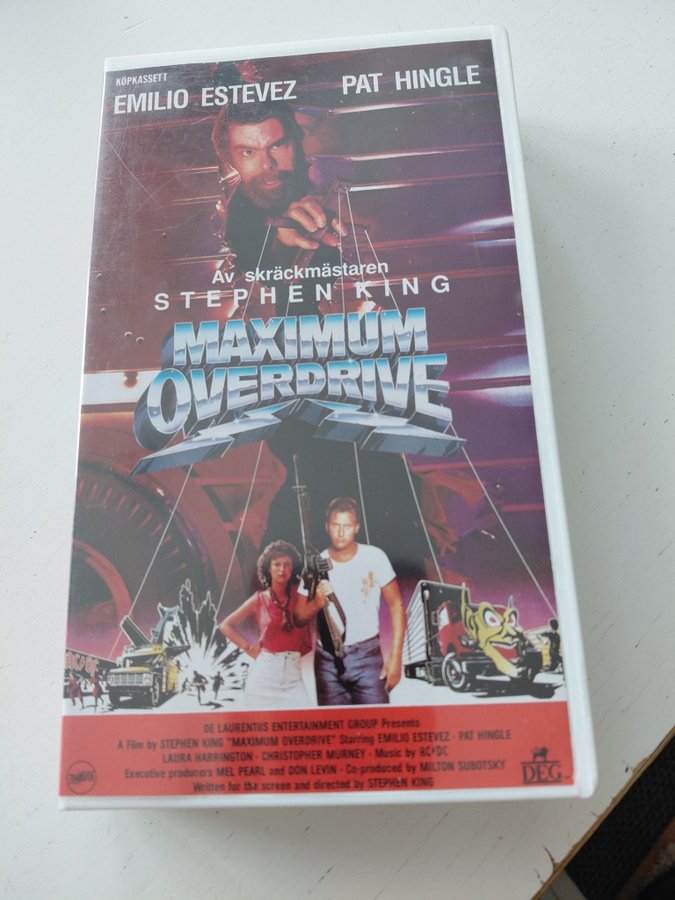 KÖPKASSETT
EMILIO ESTEVEZ PAT HINGLE
Av skräckmästaren
STEPHEN KING
MAXIMUM
OVERDRIVE
AC/DC
DE LAURENTIIS ENTERTAINMENT GROUP Presents
A Film by STEPHEN KING "MAXIMUM OVERDRIVE" Starring EMILIO ESTEVEZ · PAT HINGLE
LAURA HARRINGTON · CHRISTOPHER MURNEY · Music by AC⚡DC
Executive producers MEL PEARL and DON LEVIN · Co-produced by MILTON SUBOTSKY
Written for the screen and directed by STEPHEN KING
TRANSFER
DEG